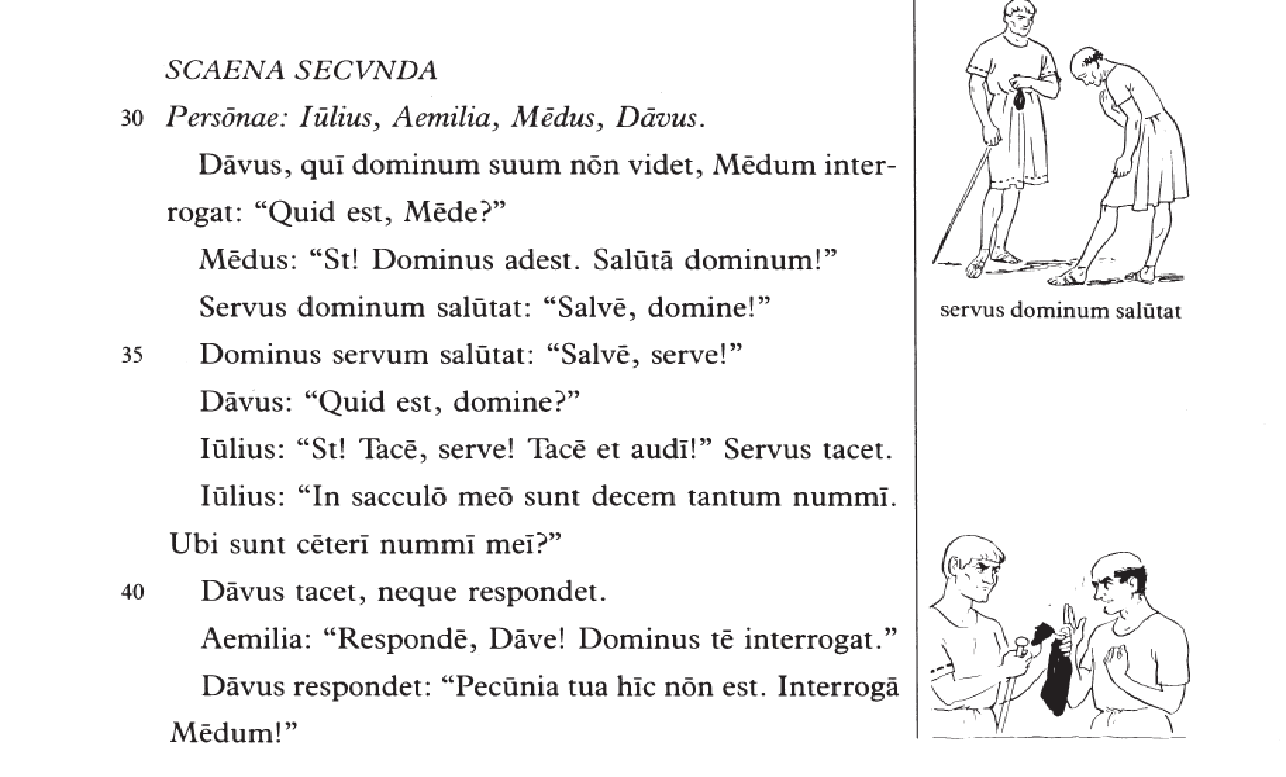 SCAENA SECVNDA
30 Persōnae: Iūlius, Aemilia, Mēdus, Dāvus.
Dāvus, quī dominum suum nōn videt, Mēdum inter-
rogat: “Quid est, Mēde?”
Mēdus: “St! Dominus adest. Salūtā dominum!”
Servus dominum salūtat: “Salvē, domine!”
35 Dominus servum salūtat: “Salvē, serve!”
Dāvus: “Quid est, domine?”
Iūlius: “St! Tacē, serve! Tacē et audī!” Servus tacet.
Iūlius: “In sacculō meō sunt decem tantum nummī.
Ubi sunt cēterī nummī meī?”
40 Dāvus tacet, neque respondet.
Aemilia: “Respondē, Dāve! Dominus tē interrogat.”
Dāvus respondet: “Pecūnia tua hīc nōn est. Interrogā
Mēdum!”
servus dominum salūtat